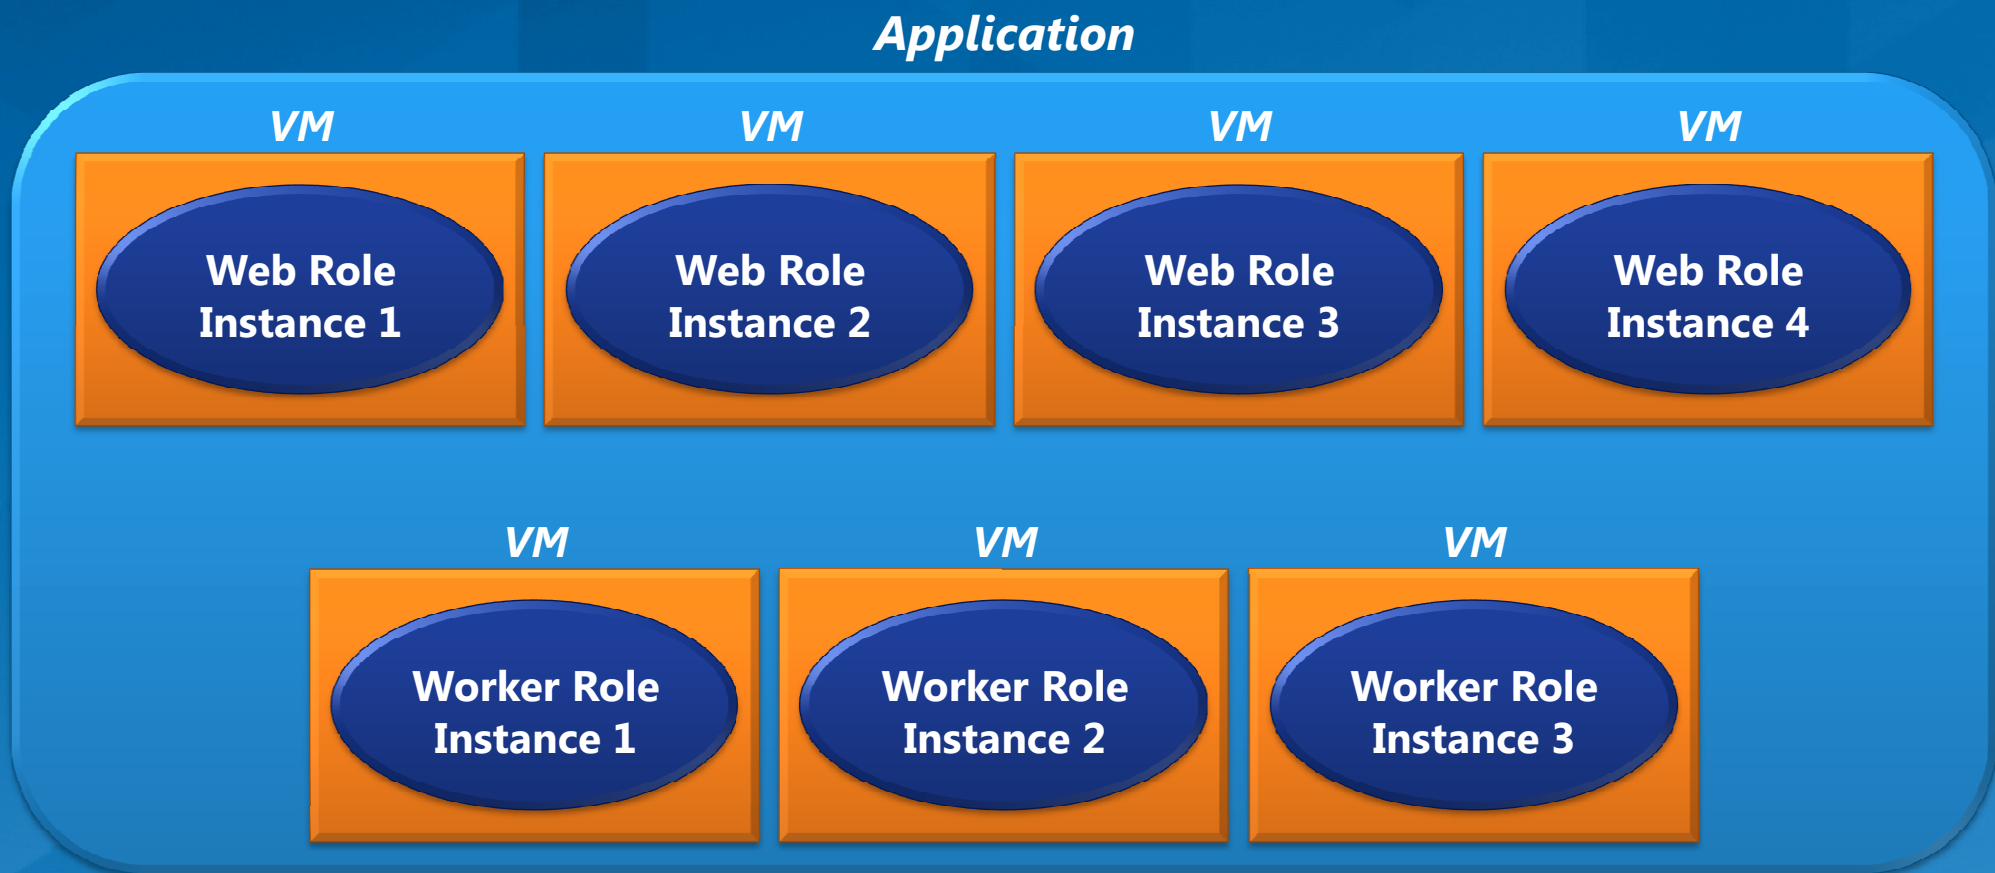 Application
VM
VM
VM
VM
Web Role
Instance 1
Web Role
Instance 2
Web Role
Instance 3
Web Role
Instance 4
VM
VM
VM
Worker Role
Instance 1
Worker Role
Instance 2
Worker Role
Instance 3